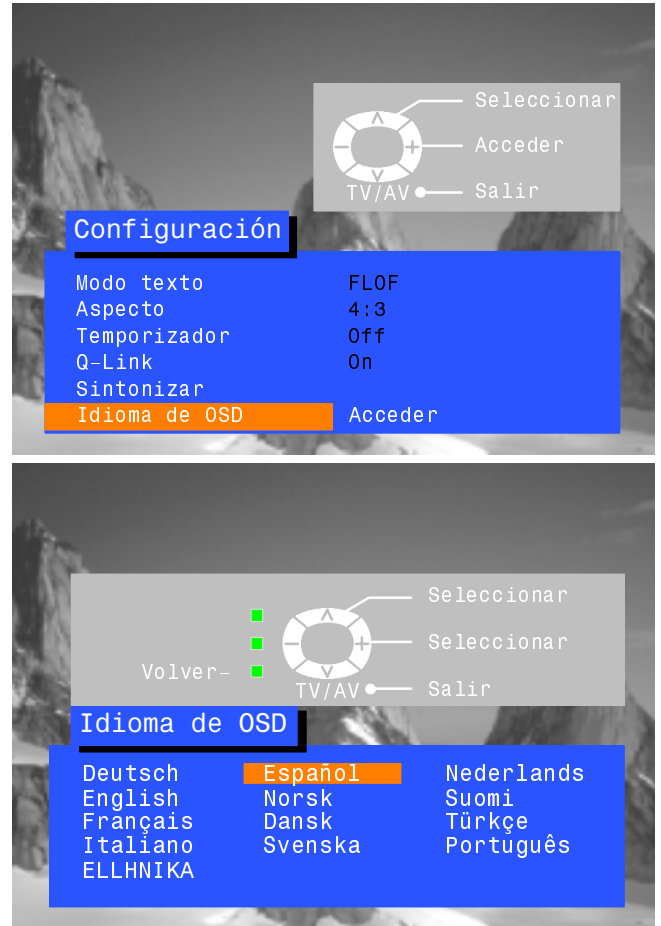 Seleccionar
Acceder
TV/AV
Salir
Configuración
Modo texto FLOF
Aspecto 4:3
Temporizador Off
Q-Link On
Sintonizar
Idioma de OSD Acceder
Seleccionar
Seleccionar
Volver-
TV/AV
Salir
Idioma de OSD
Deutsch Español Nederlands
English Norsk Suomi
Français Dansk Türkçe
Italiano Svenska Português
ELLHNIKA